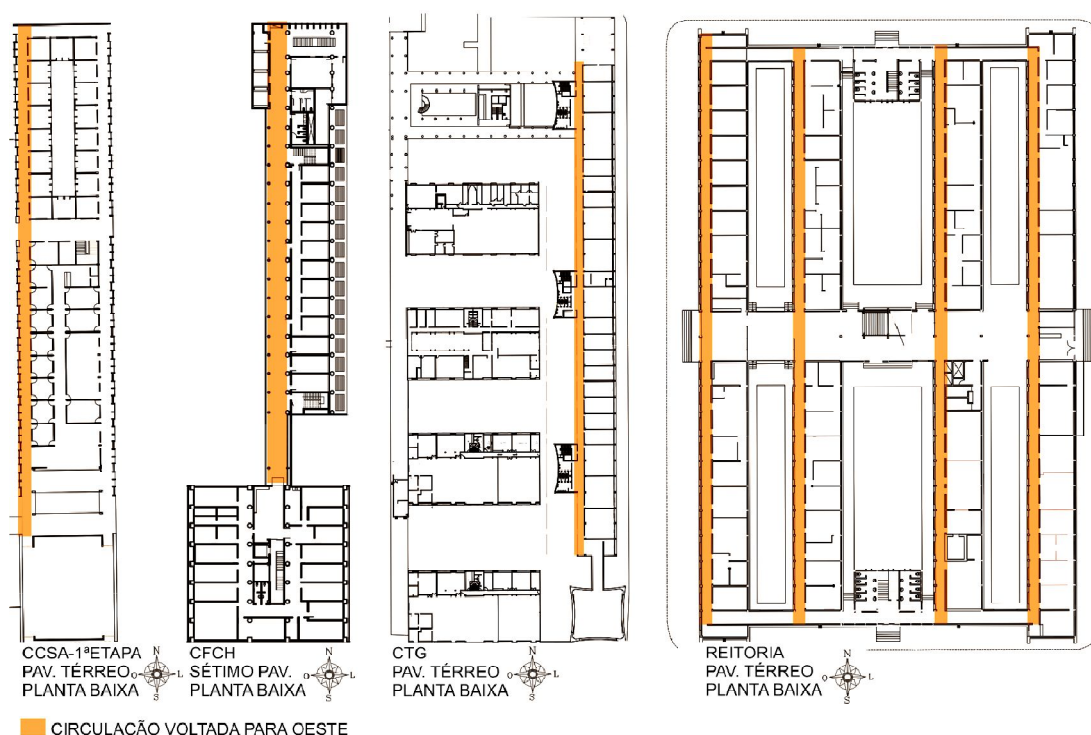 CCSA-1ªETAPA
PAV. TÉRREO
PLANTA BAIXA
N
O L
S
CFCH
SÉTIMO PAV.
PLANTA BAIXA
N
O L
S
CTG
PAV. TÉRREO
PLANTA BAIXA
N
O L
S
REITORIA
PAV. TÉRREO
PLANTA BAIXA
N
O L
S
CIRCULAÇÃO VOLTADA PARA OESTE